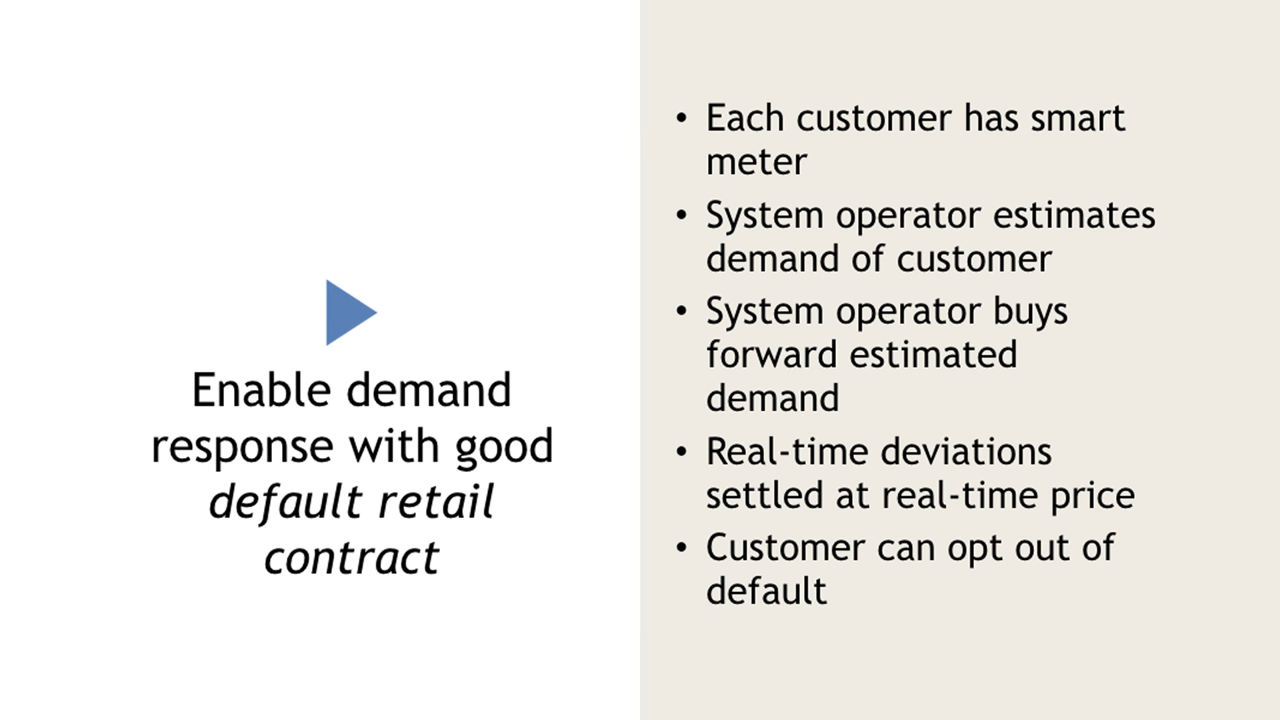 Enable demand
response with good
default retail
contract
• Each customer has smart
meter
• System operator estimates
demand of customer
• System operator buys
forward estimated
demand
• Real-time deviations
settled at real-time price
• Customer can opt out of
default